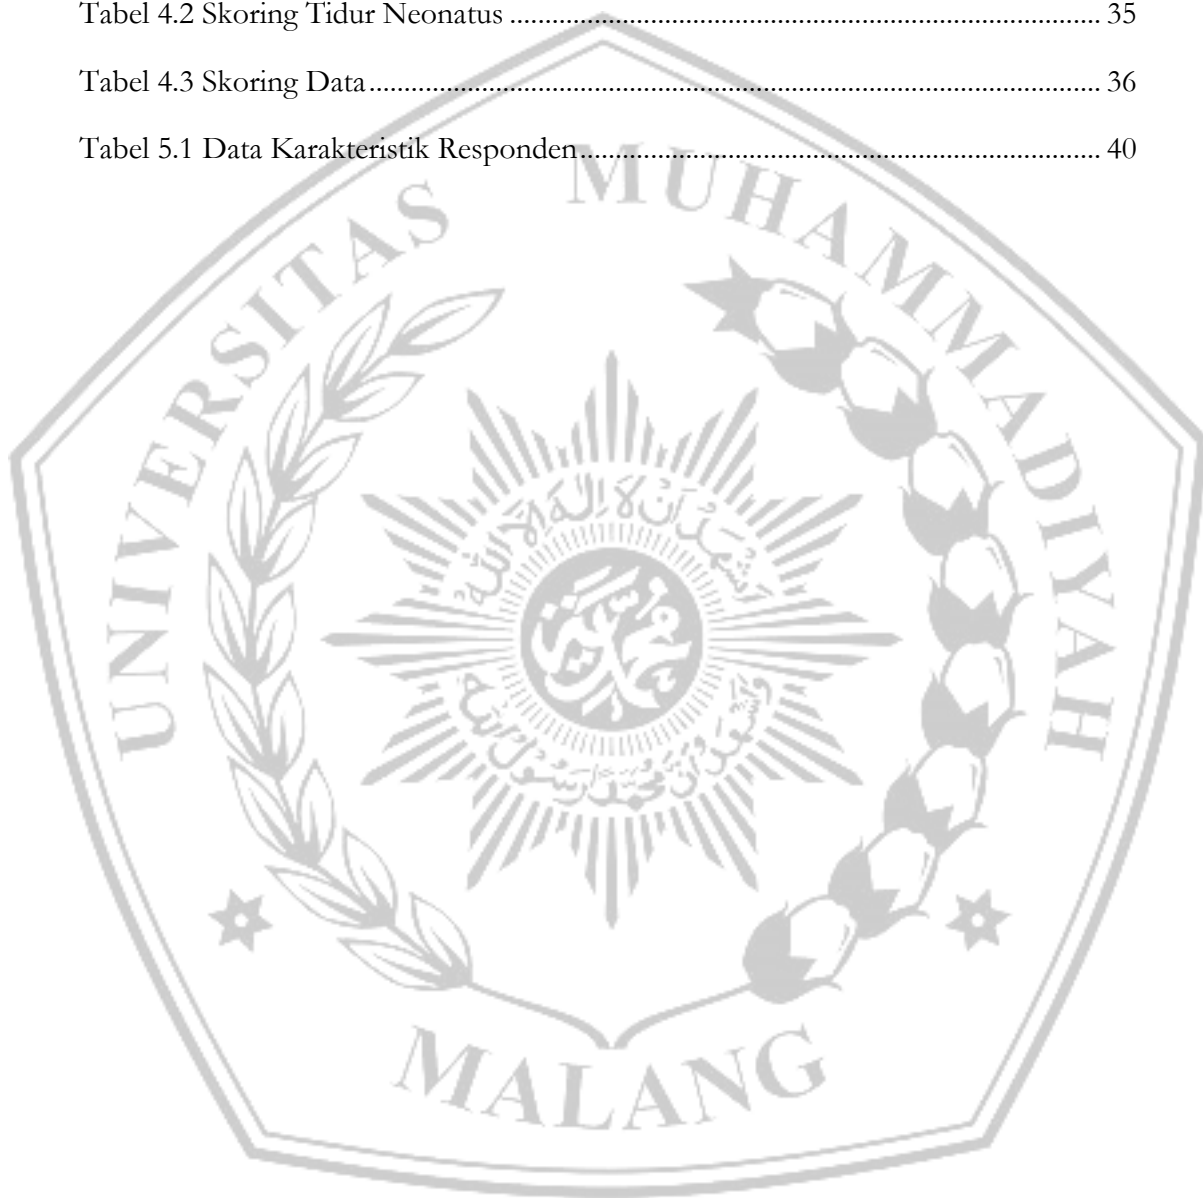 Tabel 4.2 Skoring Tidur Neonatus ........................................................................... 35
Tabel 4.3 Skoring Data ............................................................................................. 36
Tabel 5.1 Data Karakteristik Responden .................................................................. 40
UNIVERSITAS MUHAMMADIYAH
MALANG